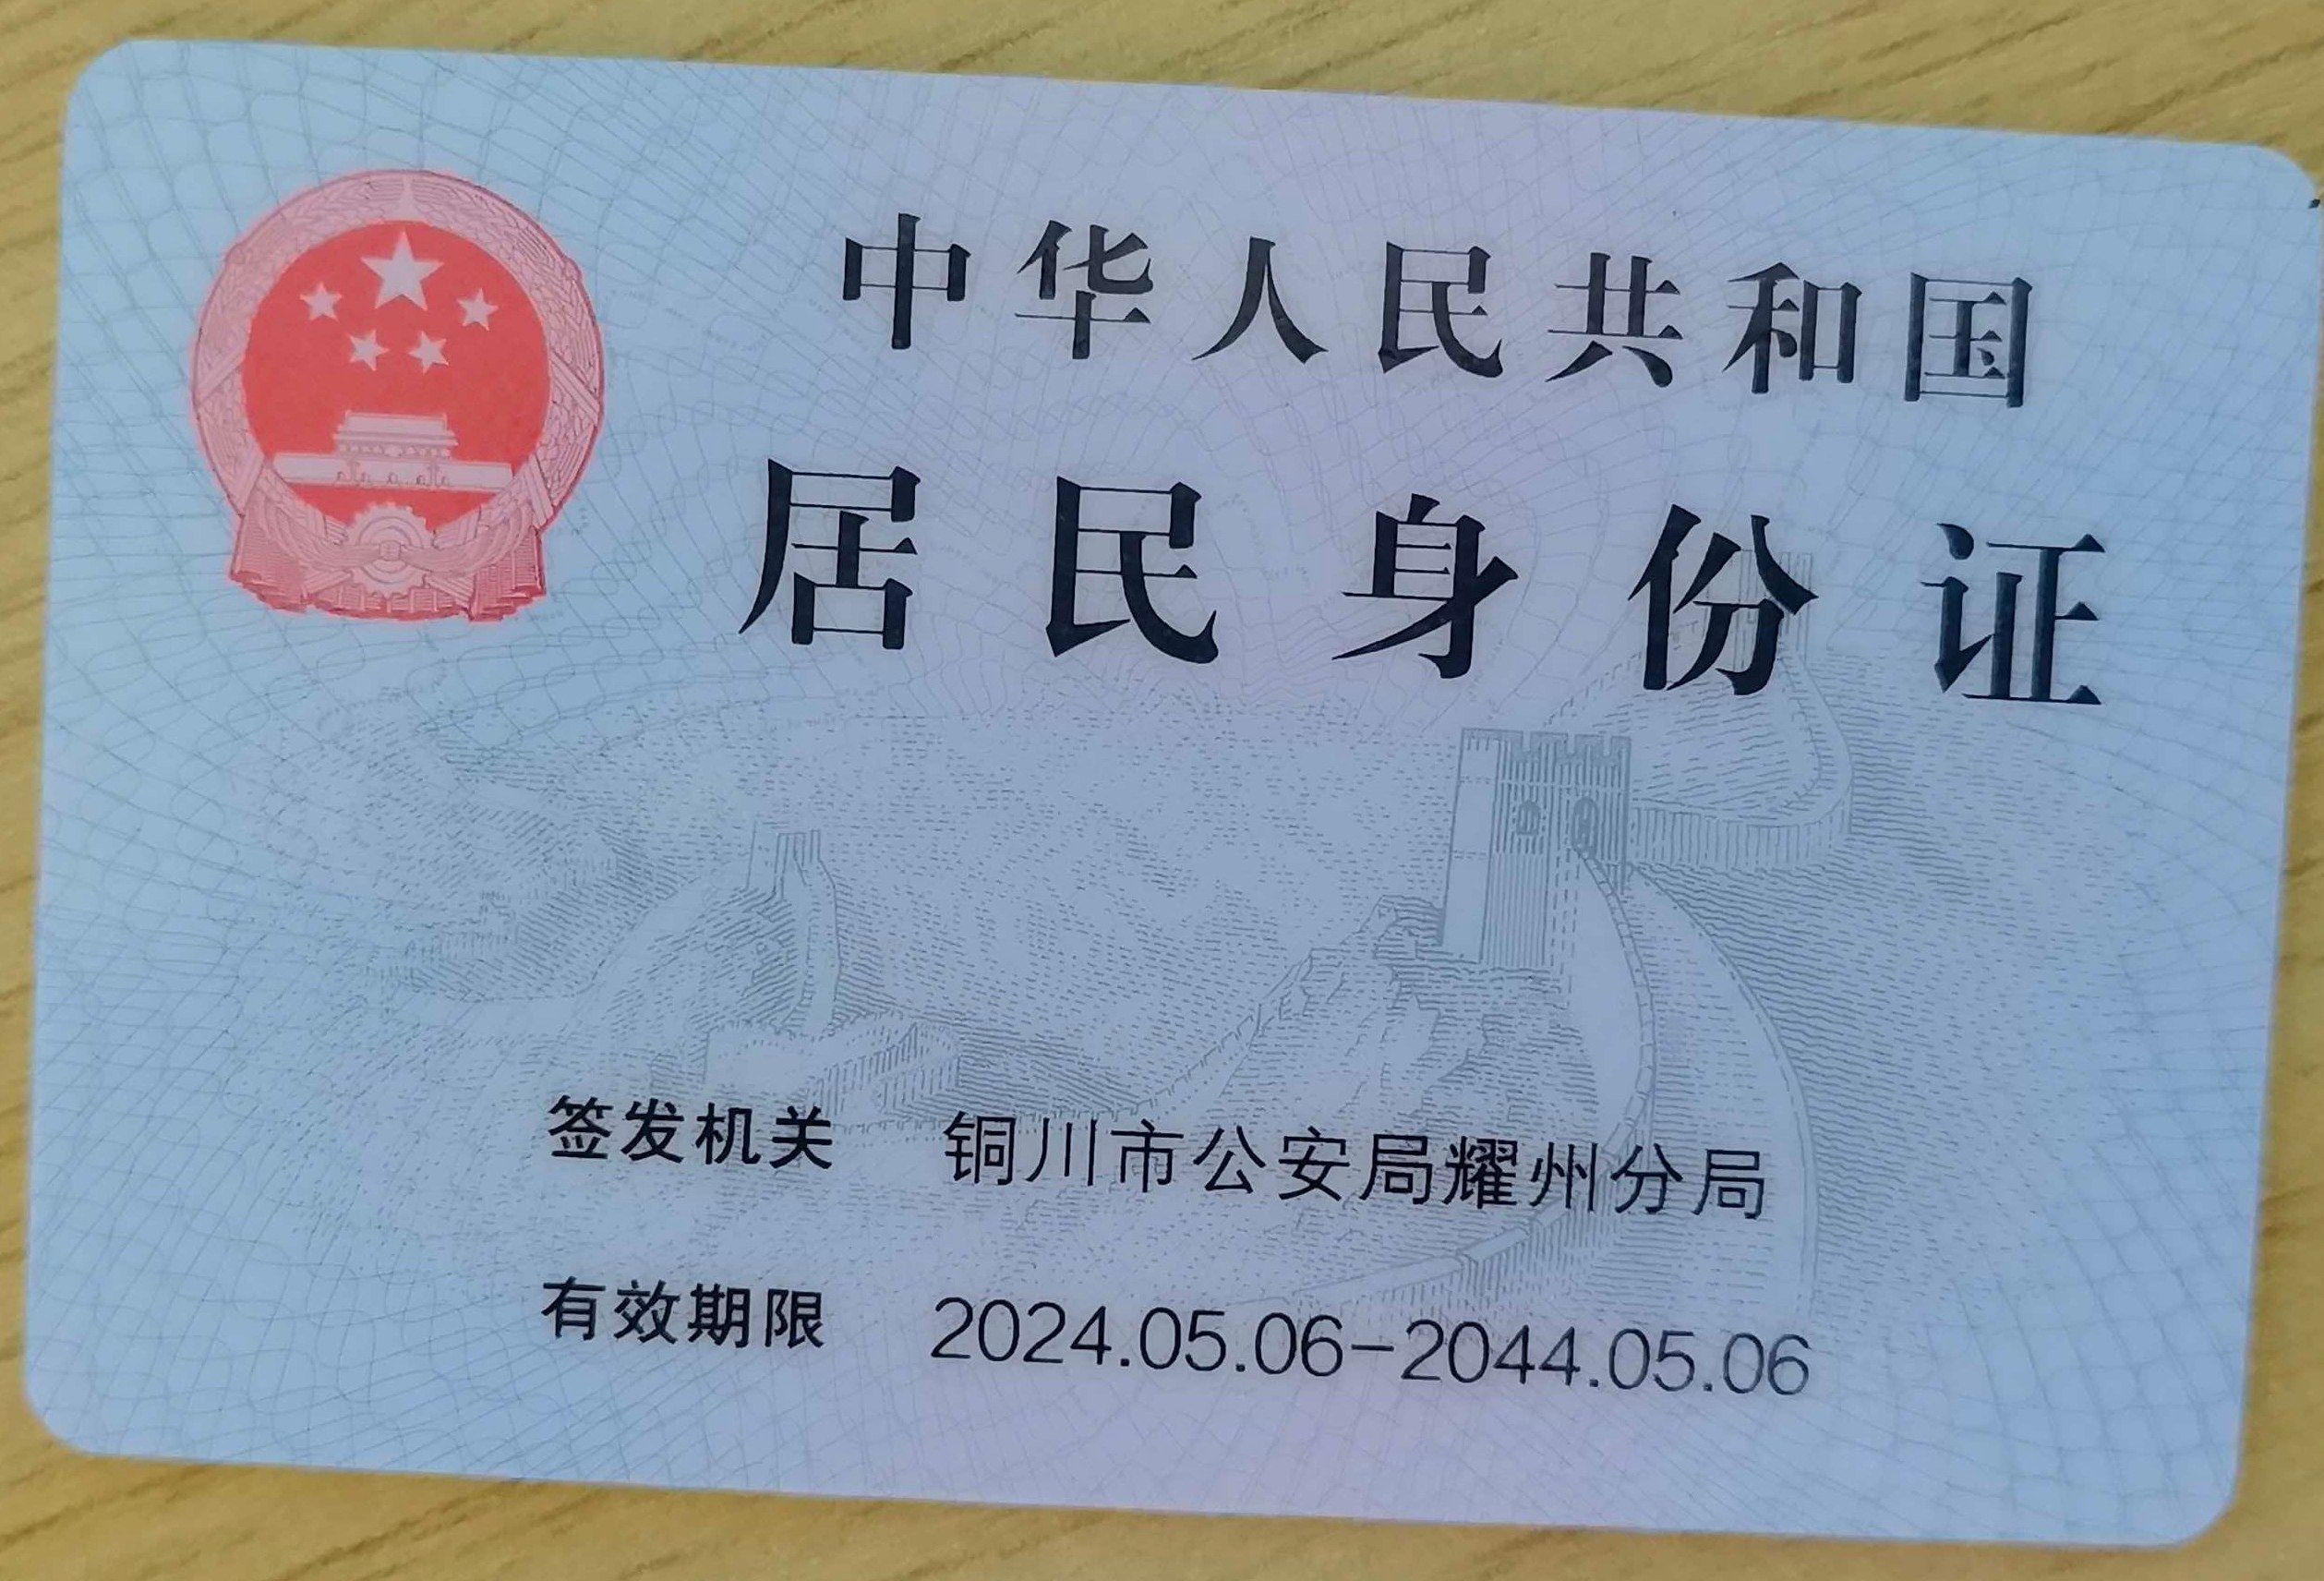 中华人民共和国
居民身份证
签发机关 铜川市公安局耀州分局
有效期限 2024.05.06-2044.05.06